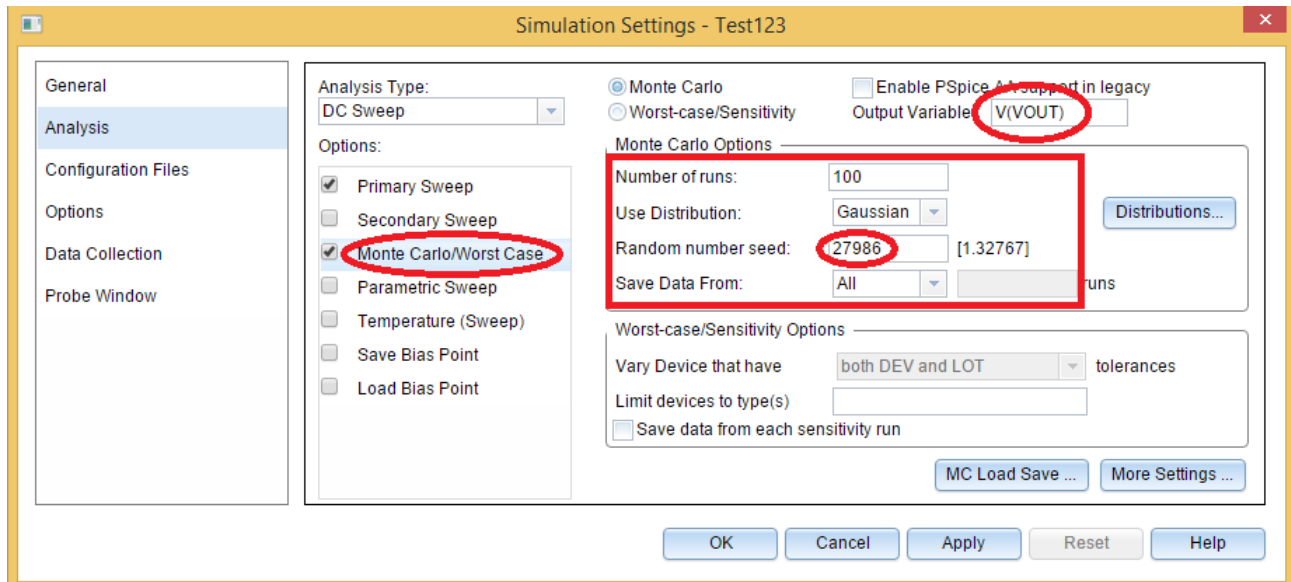 Simulation Settings - Test123
General
Analysis
Configuration Files
Options
Data Collection
Probe Window
Analysis Type:
DC Sweep
Options:
Primary Sweep
Secondary Sweep
Monte Carlo/Worst Case
Parametric Sweep
Temperature (Sweep)
Save Bias Point
Load Bias Point
Monte Carlo
Enable PSpice AA support in legacy
Worst-case/Sensitivity
Output Variable: V(VOUT)
Monte Carlo Options
Number of runs: 100
Use Distribution: Gaussian
Distributions...
Random number seed: 27986 [1.32767]
Save Data From: All runs
Worst-case/Sensitivity Options
Vary Device that have both DEV and LOT tolerances
Limit devices to type(s)
Save data from each sensitivity run
MC Load Save ...
More Settings ...
OK
Cancel
Apply
Reset
Help